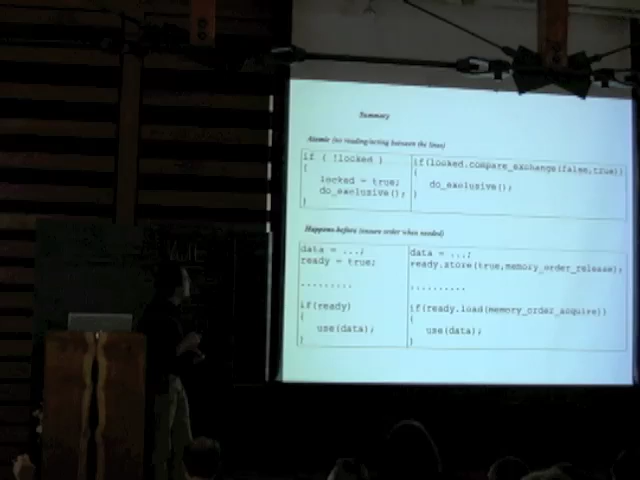 Summary
Atomic (no reading/acting between the lines)
if ( !locked )
{
locked = true;
do_exclusive();
}
if(locked.compare_exchange(false,true))
{
do_exclusive();
}
Happens-before (ensure order when needed)
data = ...;
ready = true;
.........
if(ready)
{
use(data);
}
data = ...;
ready.store(true,memory_order_release);
..........
if(ready.load(memory_order_acquire))
{
use(data);
}